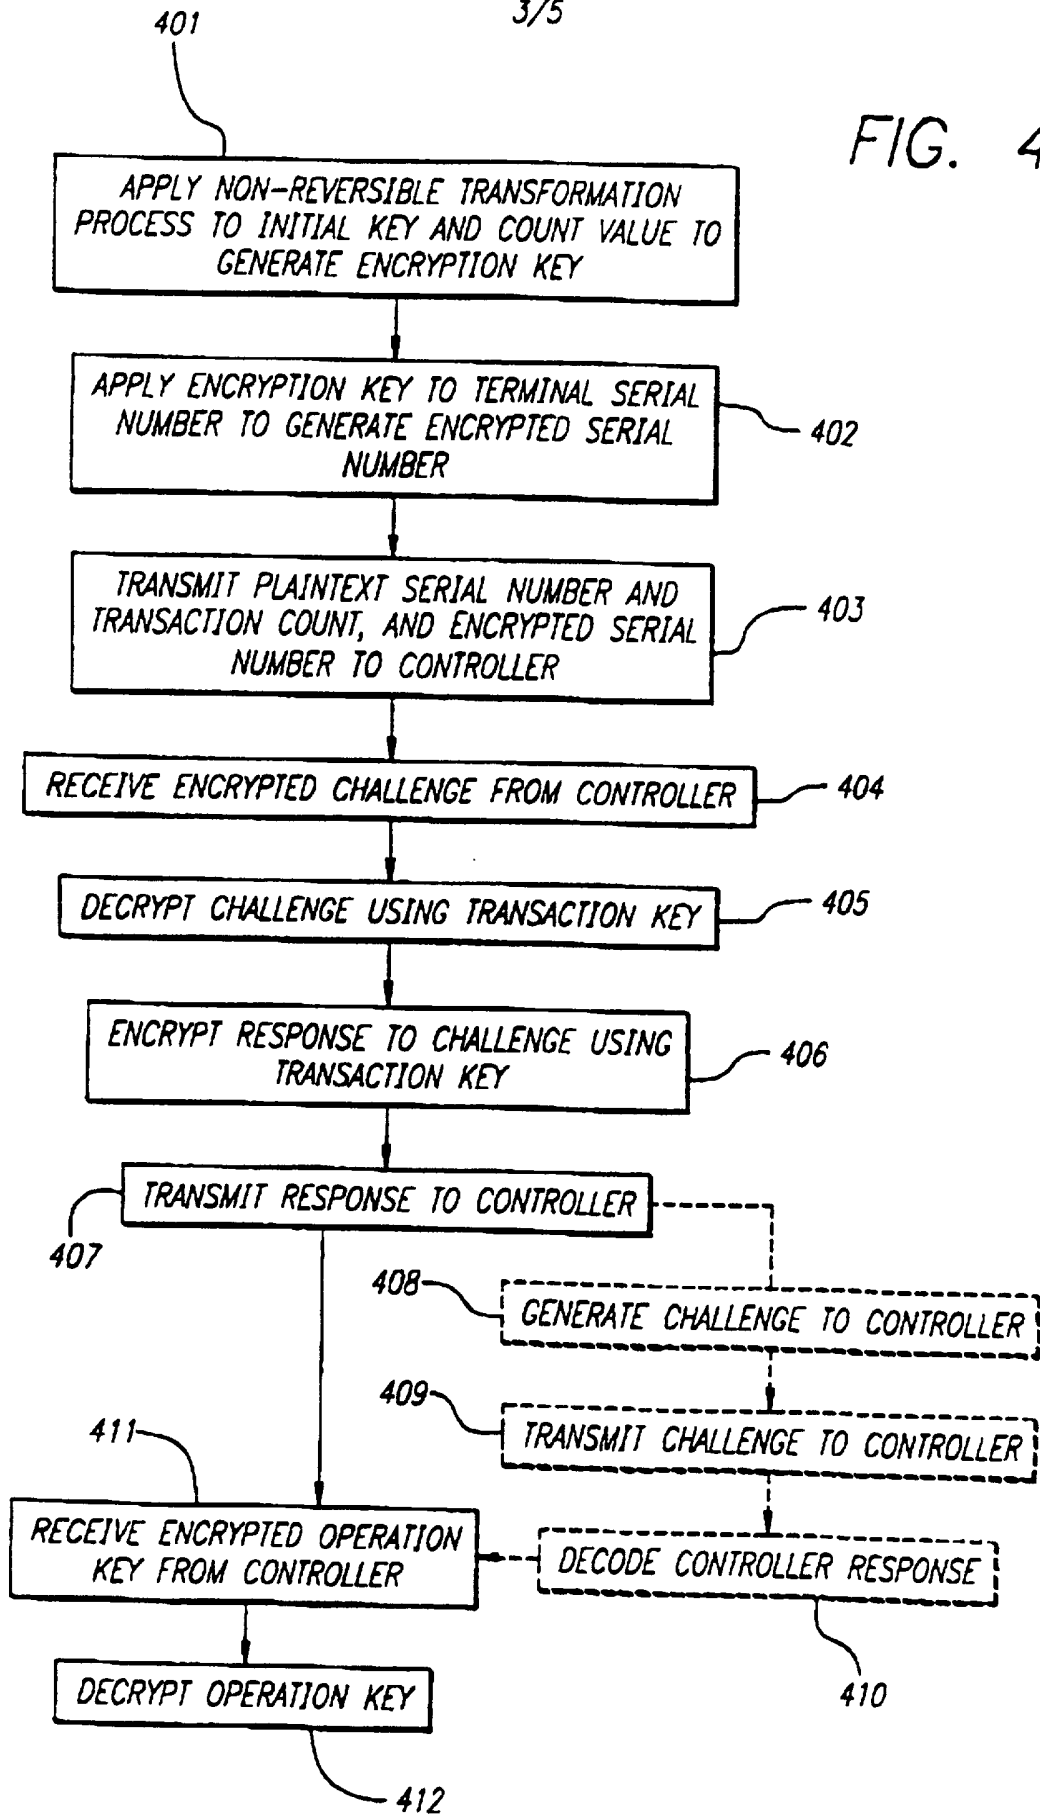 3/5
401
FIG. 4
APPLY NON-REVERSIBLE TRANSFORMATION
PROCESS TO INITIAL KEY AND COUNT VALUE TO
GENERATE ENCRYPTION KEY
APPLY ENCRYPTION KEY TO TERMINAL SERIAL
NUMBER TO GENERATE ENCRYPTED SERIAL
NUMBER
402
TRANSMIT PLAINTEXT SERIAL NUMBER AND
TRANSACTION COUNT, AND ENCRYPTED SERIAL
NUMBER TO CONTROLLER
403
RECEIVE ENCRYPTED CHALLENGE FROM CONTROLLER
404
DECRYPT CHALLENGE USING TRANSACTION KEY
405
ENCRYPT RESPONSE TO CHALLENGE USING
TRANSACTION KEY
406
TRANSMIT RESPONSE TO CONTROLLER
407
408
GENERATE CHALLENGE TO CONTROLLER
409
TRANSMIT CHALLENGE TO CONTROLLER
411
RECEIVE ENCRYPTED OPERATION
KEY FROM CONTROLLER
DECODE CONTROLLER RESPONSE
410
DECRYPT OPERATION KEY
412